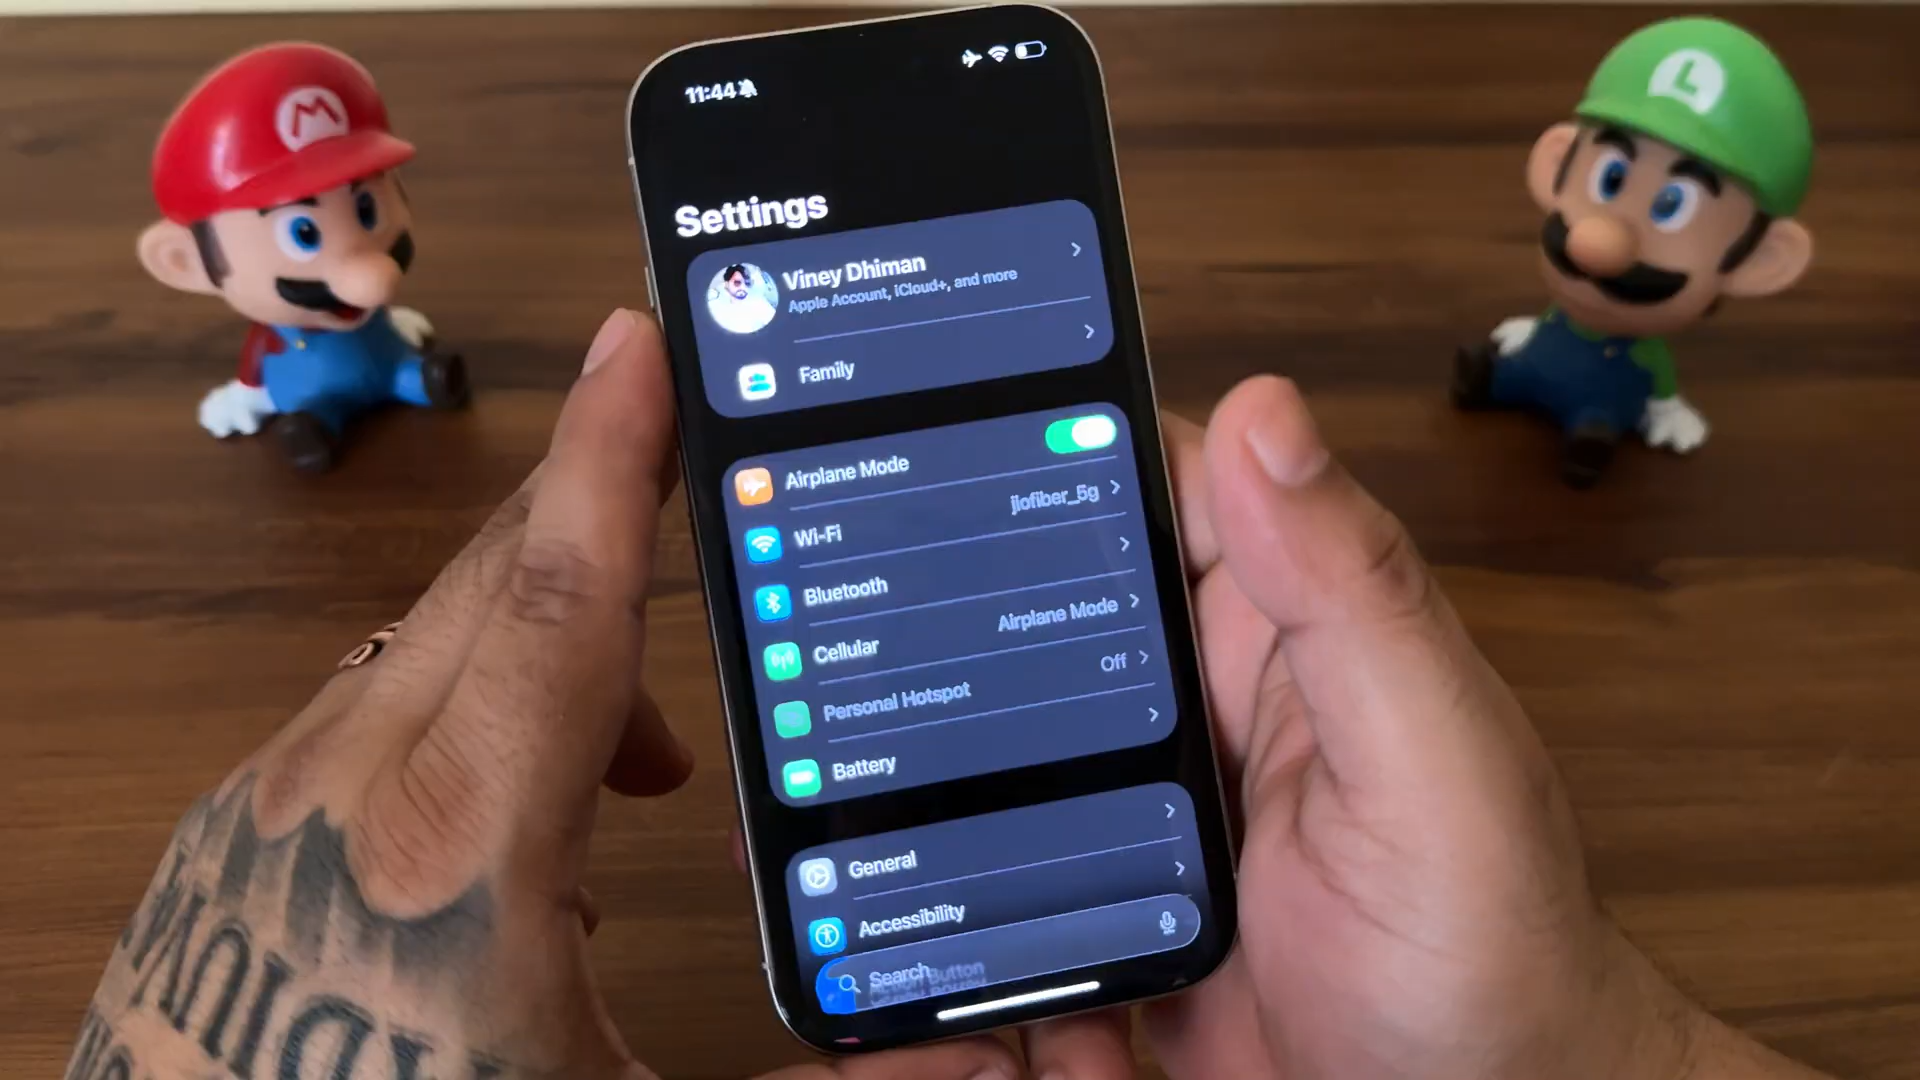 M
L
11:44
Settings
Viney Dhiman
Apple Account, iCloud+, and more
Family
Airplane Mode
Wi-Fi jiofiber_5g
Bluetooth
Cellular Airplane Mode
Personal Hotspot Off
Battery
General
Accessibility
Search